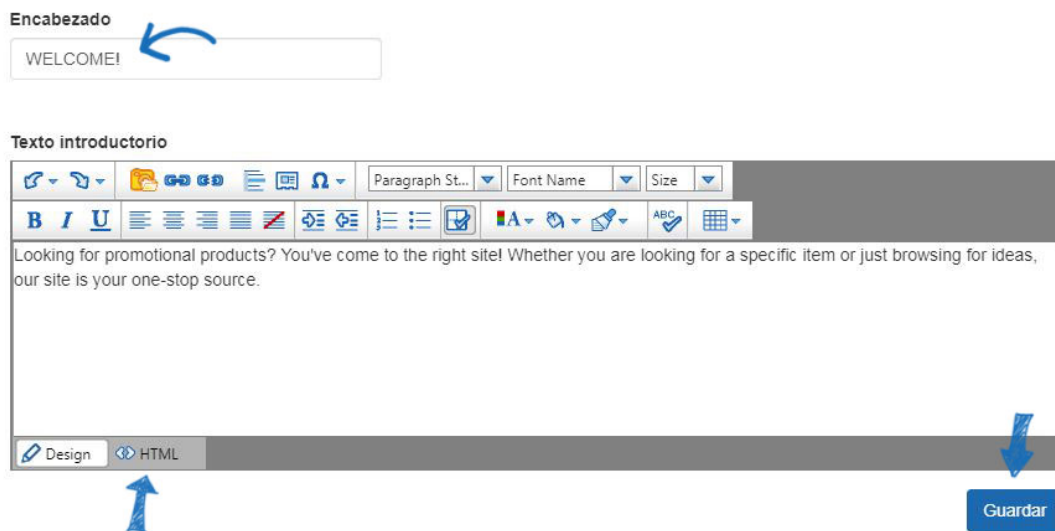 Encabezado
WELCOME!
Texto introductorio
Ω Paragraph St... Font Name Size
B I U A ABC
Looking for promotional products? You've come to the right site! Whether you are looking for a specific item or just browsing for ideas,
our site is your one-stop source.
Design HTML
Guardar